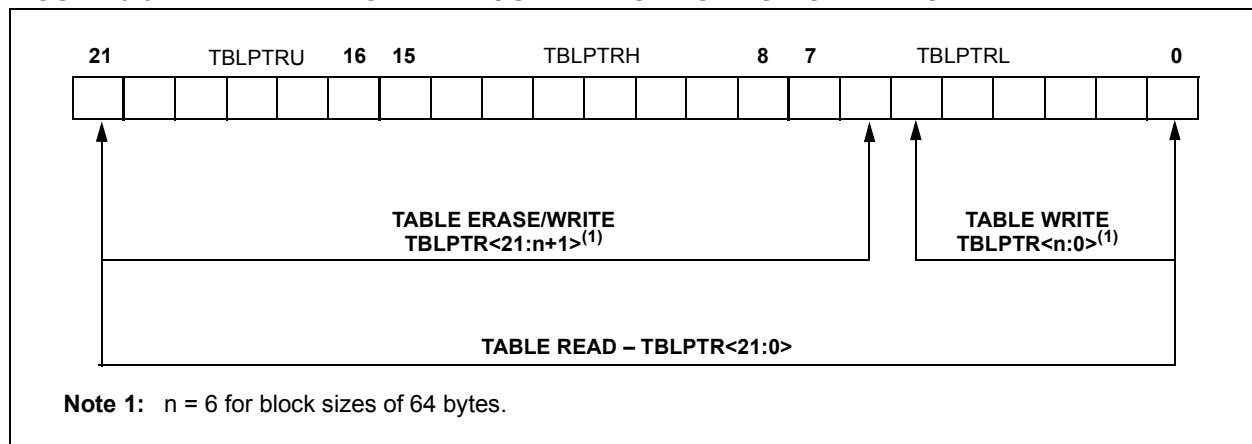 21 TBLPTRU 16 15 TBLPTRH 8 7 TBLPTRL 0
TABLE ERASE/WRITE TABLE WRITE
TBLPTR<21:n+1>(1) TBLPTR<n:0>(1)
TABLE READ – TBLPTR<21:0>
Note 1: n = 6 for block sizes of 64 bytes.